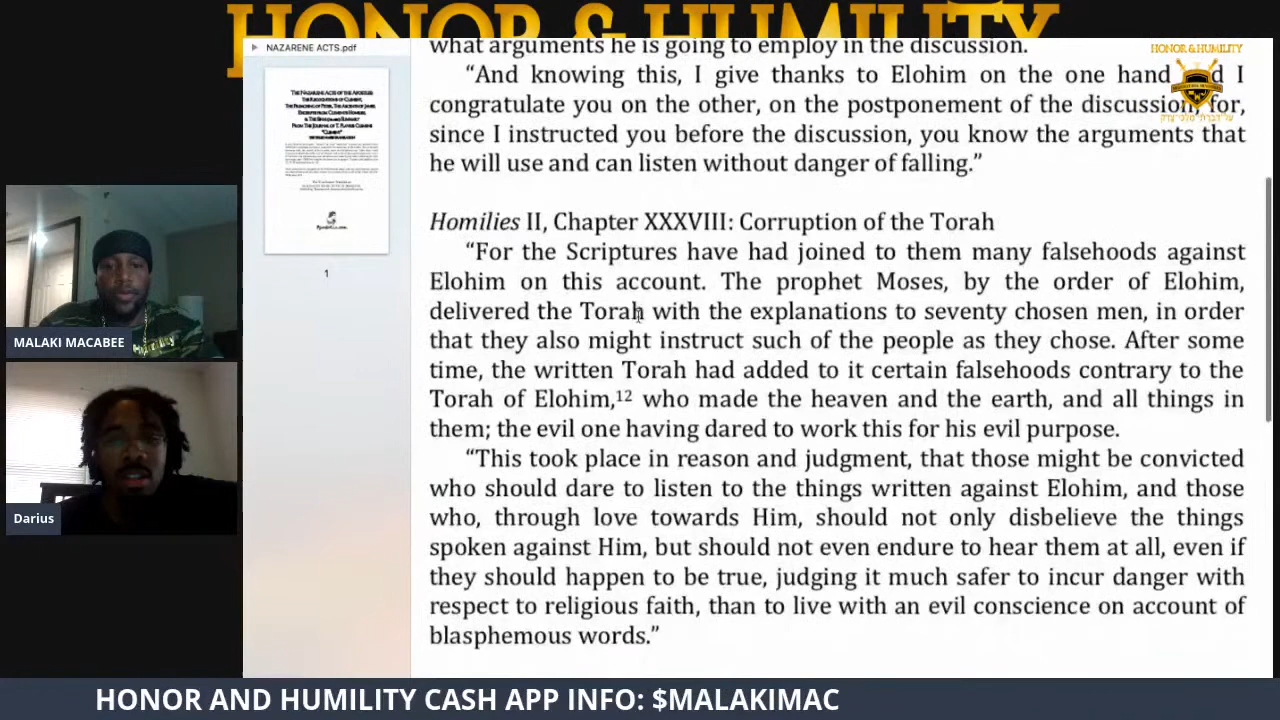 HONOR & HUMILITY
NAZARENE ACTS.pdf
1
MALAKI MACABEE
Darius
what arguments he is going to employ in the discussion.
“And knowing this, I give thanks to Elohim on the one hand I
congratulate you on the other, on the postponement of the discussion for,
since I instructed you before the discussion, you know the arguments that
he will use and can listen without danger of falling.”
Homilies II, Chapter XXXVIII: Corruption of the Torah
“For the Scriptures have had joined to them many falsehoods against
Elohim on this account. The prophet Moses, by the order of Elohim,
delivered the Torah with the explanations to seventy chosen men, in order
that they also might instruct such of the people as they chose. After some
time, the written Torah had added to it certain falsehoods contrary to the
Torah of Elohim,12 who made the heaven and the earth, and all things in
them; the evil one having dared to work this for his evil purpose.
“This took place in reason and judgment, that those might be convicted
who should dare to listen to the things written against Elohim, and those
who, through love towards Him, should not only disbelieve the things
spoken against Him, but should not even endure to hear them at all, even if
they should happen to be true, judging it much safer to incur danger with
respect to religious faith, than to live with an evil conscience on account of
blasphemous words.”
HONOR & HUMILITY
HONOR AND HUMILITY CASH APP INFO: $MALAKIMAC